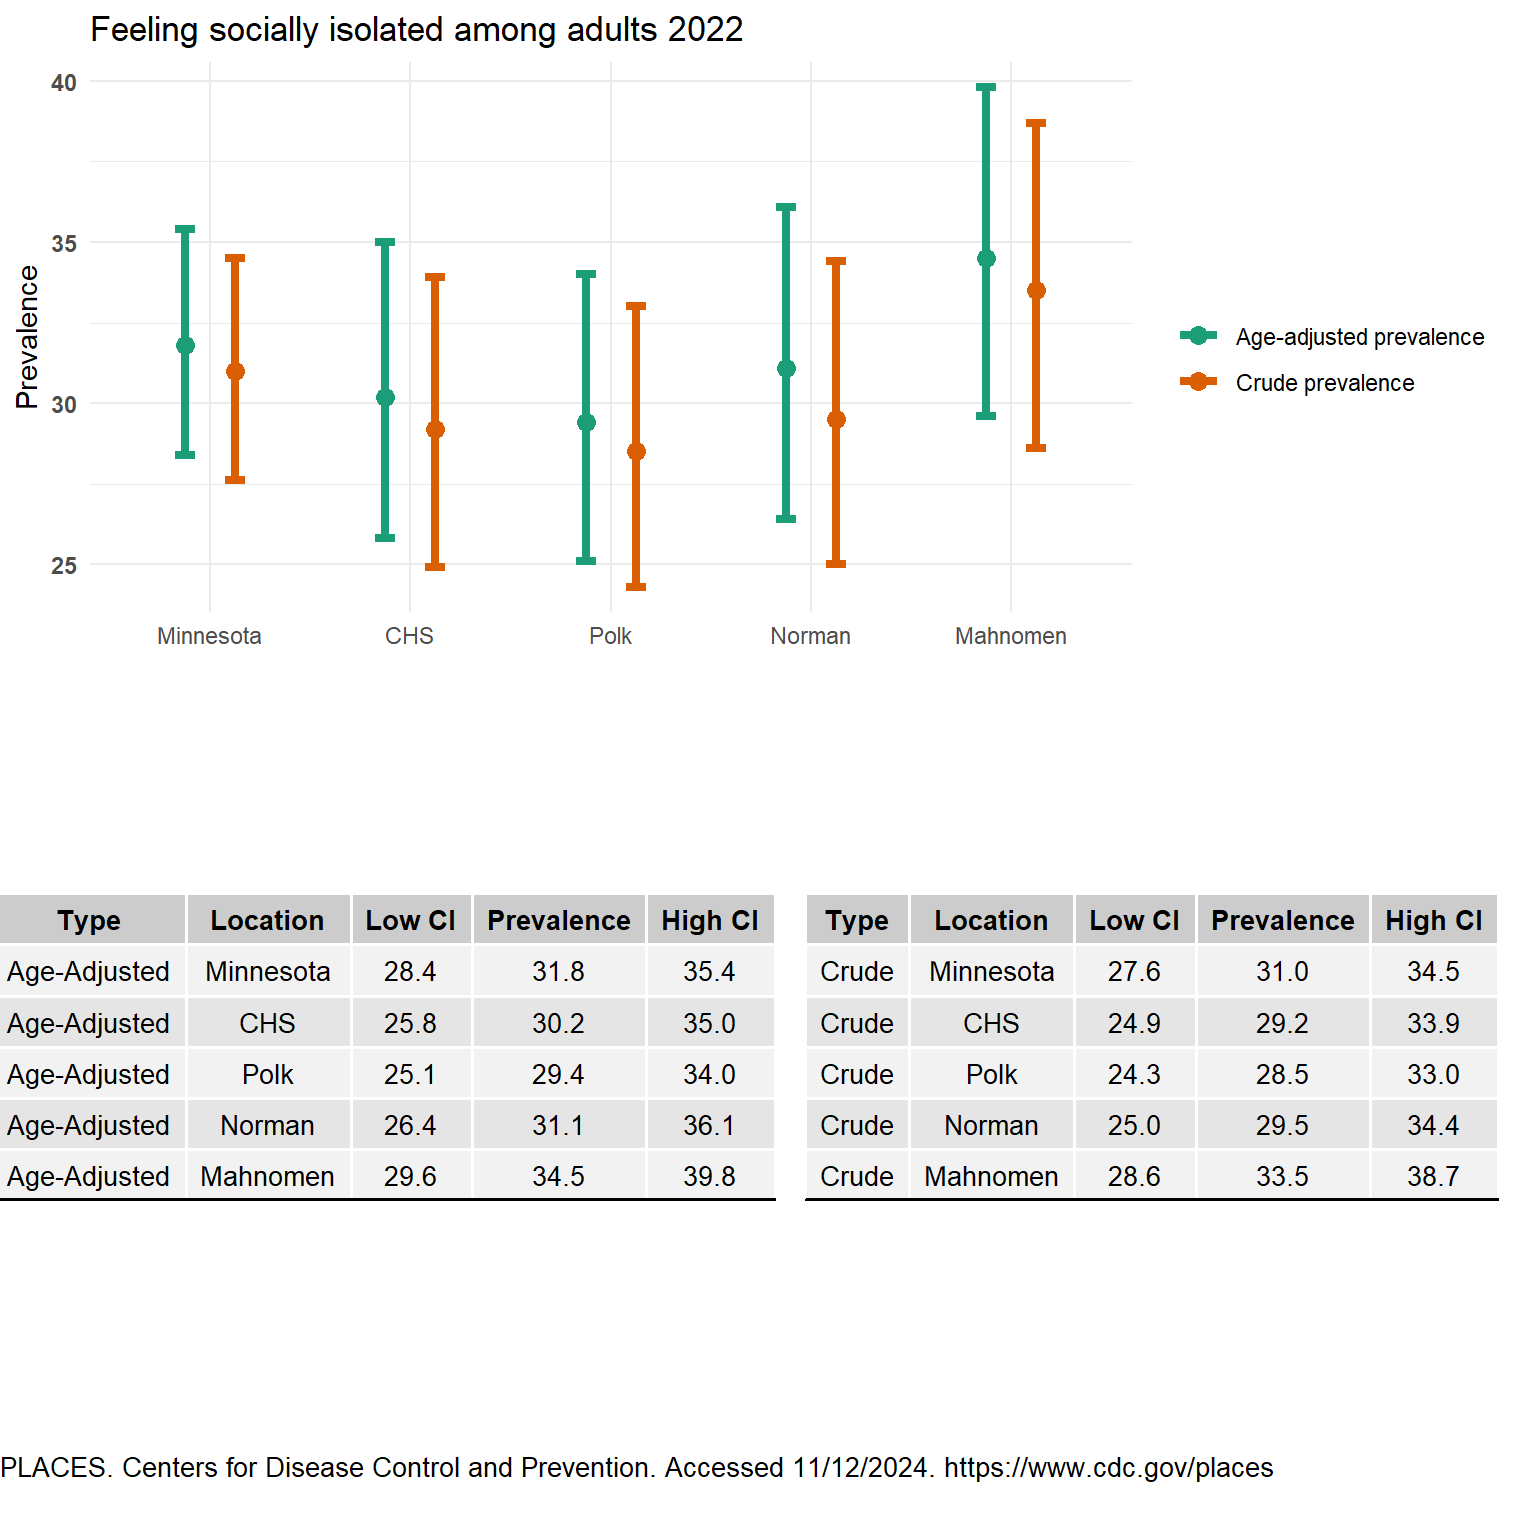 Feeling socially isolated among adults 2022
40
35
30
25
Prevalence
Minnesota CHS Polk Norman Mahnomen
Age-adjusted prevalence
Crude prevalence
Type Location Low CI Prevalence High CI
Age-Adjusted Minnesota 28.4 31.8 35.4
Age-Adjusted CHS 25.8 30.2 35.0
Age-Adjusted Polk 25.1 29.4 34.0
Age-Adjusted Norman 26.4 31.1 36.1
Age-Adjusted Mahnomen 29.6 34.5 39.8
Type Location Low CI Prevalence High CI
Crude Minnesota 27.6 31.0 34.5
Crude CHS 24.9 29.2 33.9
Crude Polk 24.3 28.5 33.0
Crude Norman 25.0 29.5 34.4
Crude Mahnomen 28.6 33.5 38.7
PLACES. Centers for Disease Control and Prevention. Accessed 11/12/2024. https://www.cdc.gov/places